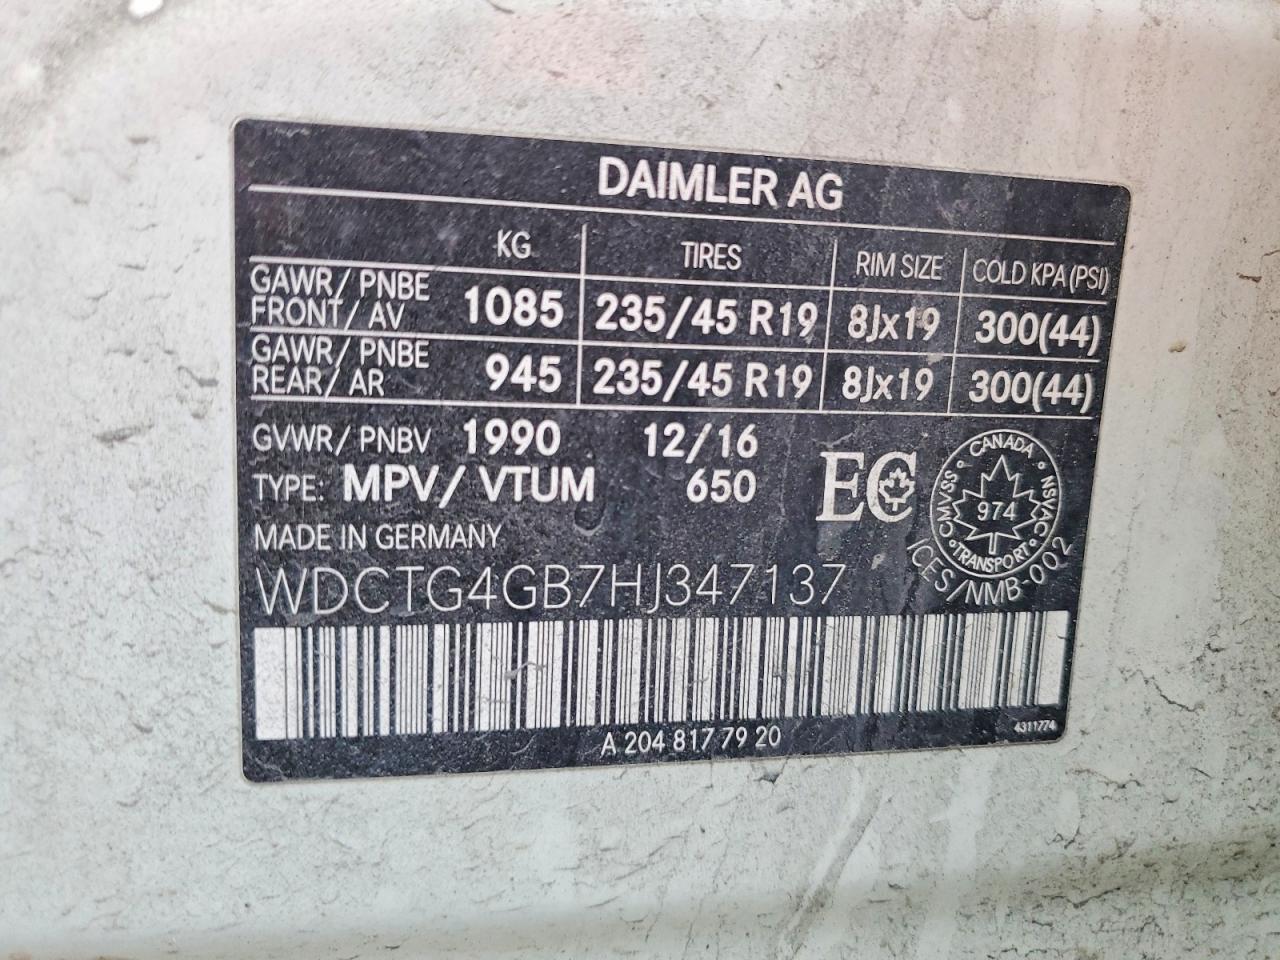 DAIMLER AG
KG TIRES RIM SIZE COLD KPA (PSI)
GAWR/ PNBE FRONT/ AV 1085 235/45 R19 8Jx19 300(44)
GAWR/ PNBE REAR/ AR 945 235/45 R19 8Jx19 300(44)
GVWR/ PNBV 1990 12/16
TYPE: MPV/ VTUM 650
EC
CANADA
CMVSS NSVAC
974
TRANSPORT
ICES/NMB-002
MADE IN GERMANY
WDCTG4GB7HJ347137
A 204 817 79 20
4311774